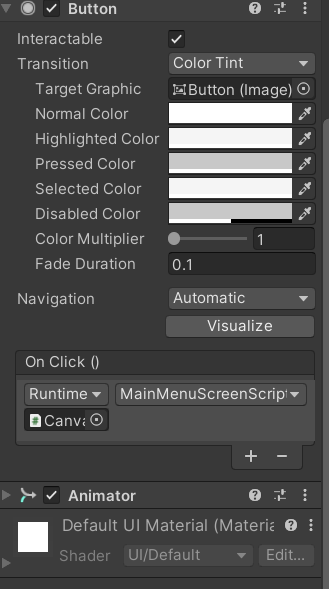 Button
Interactable
Transition Color Tint
Target Graphic Button (Image)
Normal Color
Highlighted Color
Pressed Color
Selected Color
Disabled Color
Color Multiplier 1
Fade Duration 0.1
Navigation Automatic
Visualize
On Click ()
Runtime MainMenuScreenScript
Canva
+ −
Animator
Default UI Material (Materia
Shader UI/Default Edit...